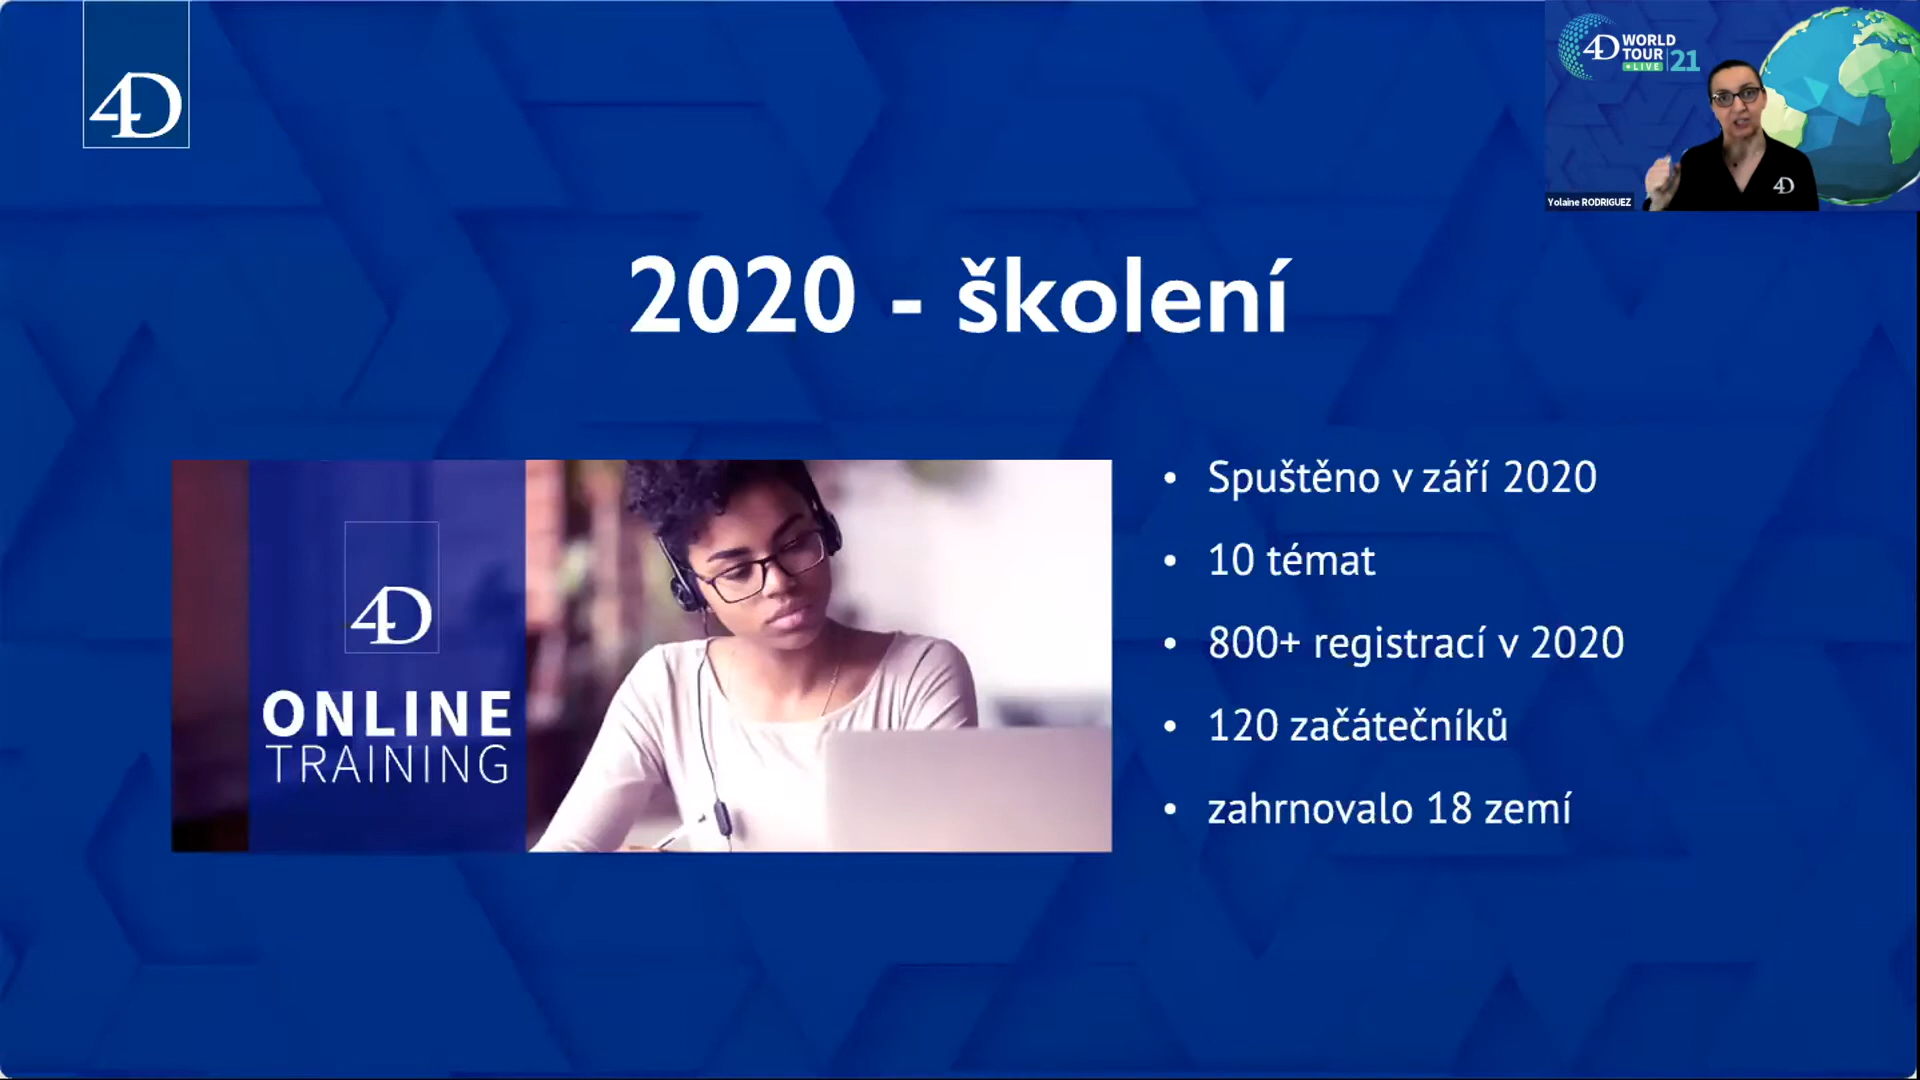 4D
4D WORLD
TOUR
• LIVE 21
4D
Yolaine RODRIGUEZ
2020 - školení
4D
ONLINE
TRAINING
• Spuštěno v září 2020
• 10 témat
• 800+ registrací v 2020
• 120 začátečníků
• zahrnovalo 18 zemí